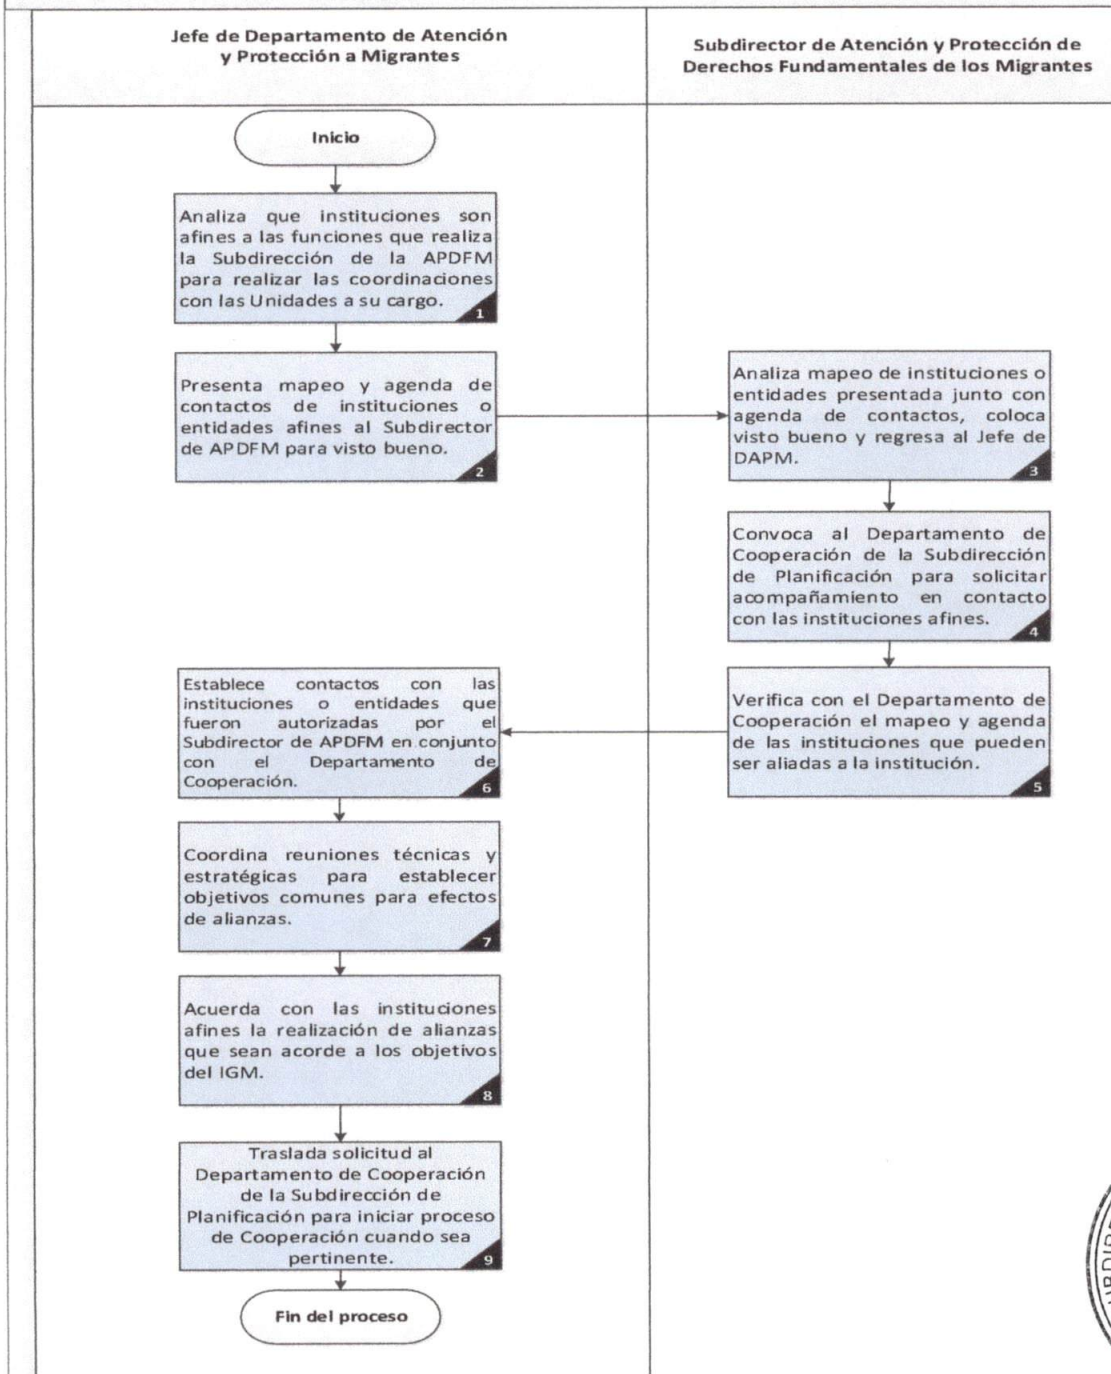 Jefe de Departamento de Atención
y Protección a Migrantes
Subdirector de Atención y Protección de
Derechos Fundamentales de los Migrantes
Inicio
Analiza que instituciones son
afines a las funciones que realiza
la Subdirección de la APDFM
para realizar las coordinaciones
con las Unidades a su cargo.
1
Presenta mapeo y agenda de
contactos de instituciones o
entidades afines al Subdirector
de APDFM para visto bueno.
2
Analiza mapeo de instituciones o
entidades presentada junto con
agenda de contactos, coloca
visto bueno y regresa al Jefe de
DAPM.
3
Convoca al Departamento de
Cooperación de la Subdirección
de Planificación para solicitar
acompañamiento en contacto
con las instituciones afines.
4
Verifica con el Departamento de
Cooperación el mapeo y agenda
de las instituciones que pueden
ser aliadas a la institución.
5
Establece contactos con las
instituciones o entidades que
fueron autorizadas por el
Subdirector de APDFM en conjunto
con el Departamento de
Cooperación.
6
Coordina reuniones técnicas y
estratégicas para establecer
objetivos comunes para efectos
de alianzas.
7
Acuerda con las instituciones
afines la realización de alianzas
que sean acorde a los objetivos
del IGM.
8
Traslada solicitud al
Departamento de Cooperación
de la Subdirección de
Planificación para iniciar proceso
de Cooperación cuando sea
pertinente.
9
Fin del proceso